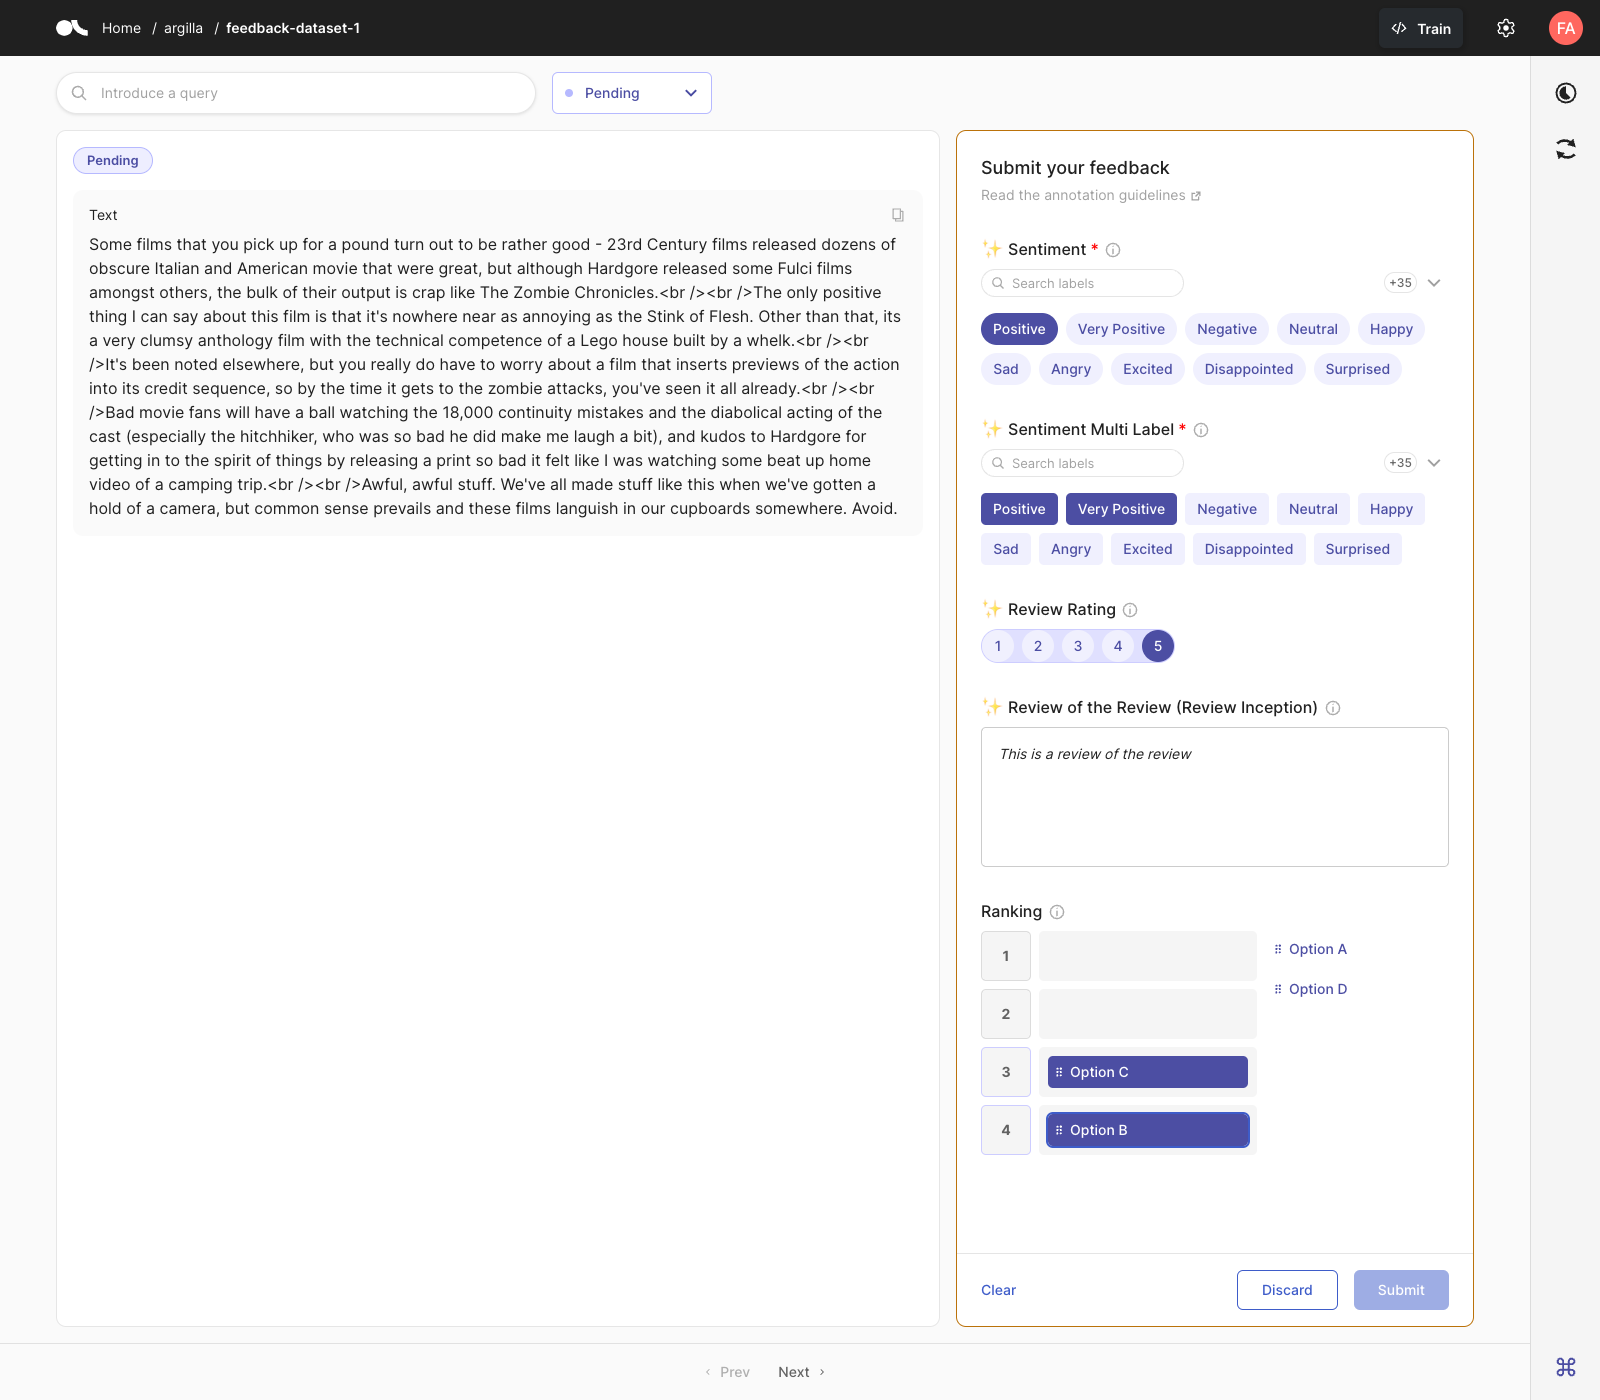 Home / argilla / feedback-dataset-1
Train
FA
Introduce a query
Pending
Pending
Text
Some films that you pick up for a pound turn out to be rather good - 23rd Century films released dozens of
obscure Italian and American movie that were great, but although Hardgore released some Fulci films
amongst others, the bulk of their output is crap like The Zombie Chronicles.<br /><br />The only positive
thing I can say about this film is that it's nowhere near as annoying as the Stink of Flesh. Other than that, its
a very clumsy anthology film with the technical competence of a Lego house built by a whelk.<br /><br
/>It's been noted elsewhere, but you really do have to worry about a film that inserts previews of the action
into its credit sequence, so by the time it gets to the zombie attacks, you've seen it all already.<br /><br
/>Bad movie fans will have a ball watching the 18,000 continuity mistakes and the diabolical acting of the
cast (especially the hitchhiker, who was so bad he did make me laugh a bit), and kudos to Hardgore for
getting in to the spirit of things by releasing a print so bad it felt like I was watching some beat up home
video of a camping trip.<br /><br />Awful, awful stuff. We've all made stuff like this when we've gotten a
hold of a camera, but common sense prevails and these films languish in our cupboards somewhere. Avoid.
Submit your feedback
Read the annotation guidelines
Sentiment *
Search labels
+35
Positive Very Positive Negative Neutral Happy
Sad Angry Excited Disappointed Surprised
Sentiment Multi Label *
Search labels
+35
Positive Very Positive Negative Neutral Happy
Sad Angry Excited Disappointed Surprised
Review Rating
1 2 3 4 5
Review of the Review (Review Inception)
This is a review of the review
Ranking
1
Option A
Option D
2
3 Option C
4 Option B
Clear
Discard
Submit
Prev
Next